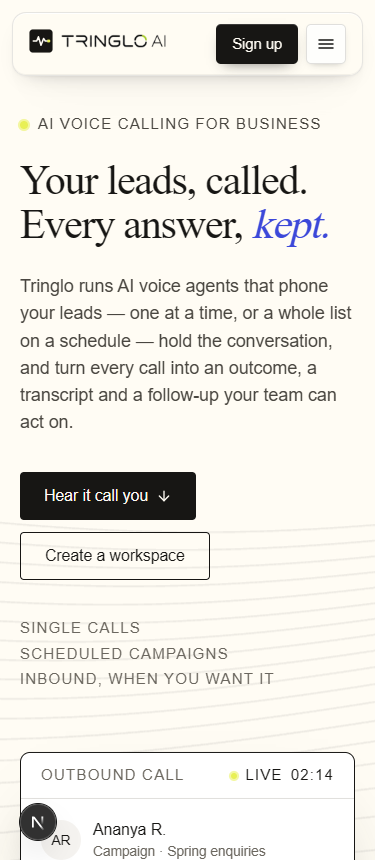 TRINGLO AI
Sign up
AI VOICE CALLING FOR BUSINESS
Your leads, called.
Every answer, kept.
Tringlo runs AI voice agents that phone
your leads — one at a time, or a whole list
on a schedule — hold the conversation,
and turn every call into an outcome, a
transcript and a follow-up your team can
act on.
Hear it call you ↓
Create a workspace
SINGLE CALLS
SCHEDULED CAMPAIGNS
INBOUND, WHEN YOU WANT IT
OUTBOUND CALL LIVE 02:14
N
AR
Ananya R.
Campaign · Spring enquiries